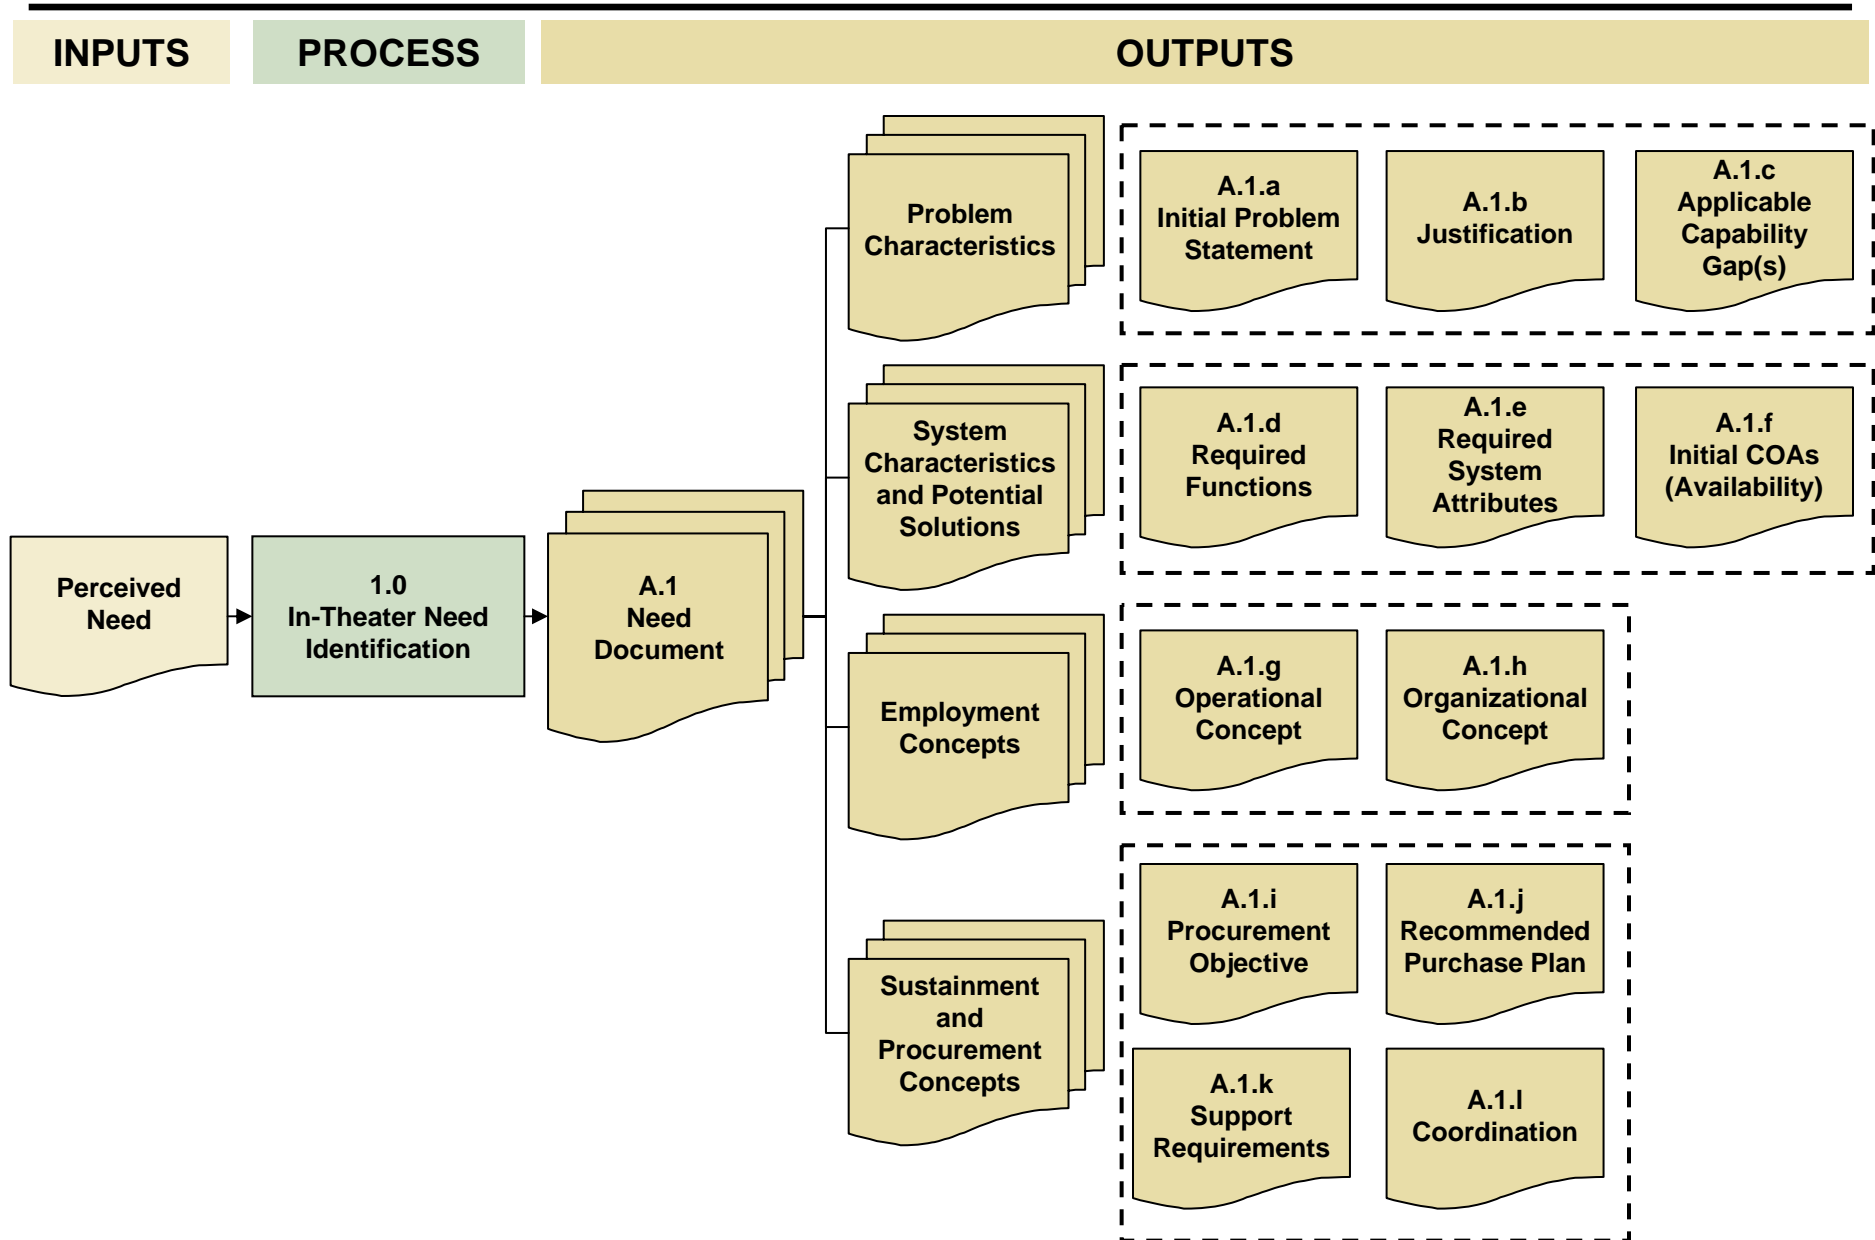 INPUTS
PROCESS
OUTPUTS
Perceived
Need
1.0
In-Theater Need
Identification
A.1
Need
Document
Problem
Characteristics
A.1.a
Initial Problem
Statement
A.1.b
Justification
A.1.c
Applicable
Capability
Gap(s)
System
Characteristics
and Potential
Solutions
A.1.d
Required
Functions
A.1.e
Required
System
Attributes
A.1.f
Initial COAs
(Availability)
Employment
Concepts
A.1.g
Operational
Concept
A.1.h
Organizational
Concept
Sustainment
and
Procurement
Concepts
A.1.i
Procurement
Objective
A.1.j
Recommended
Purchase Plan
A.1.k
Support
Requirements
A.1.l
Coordination